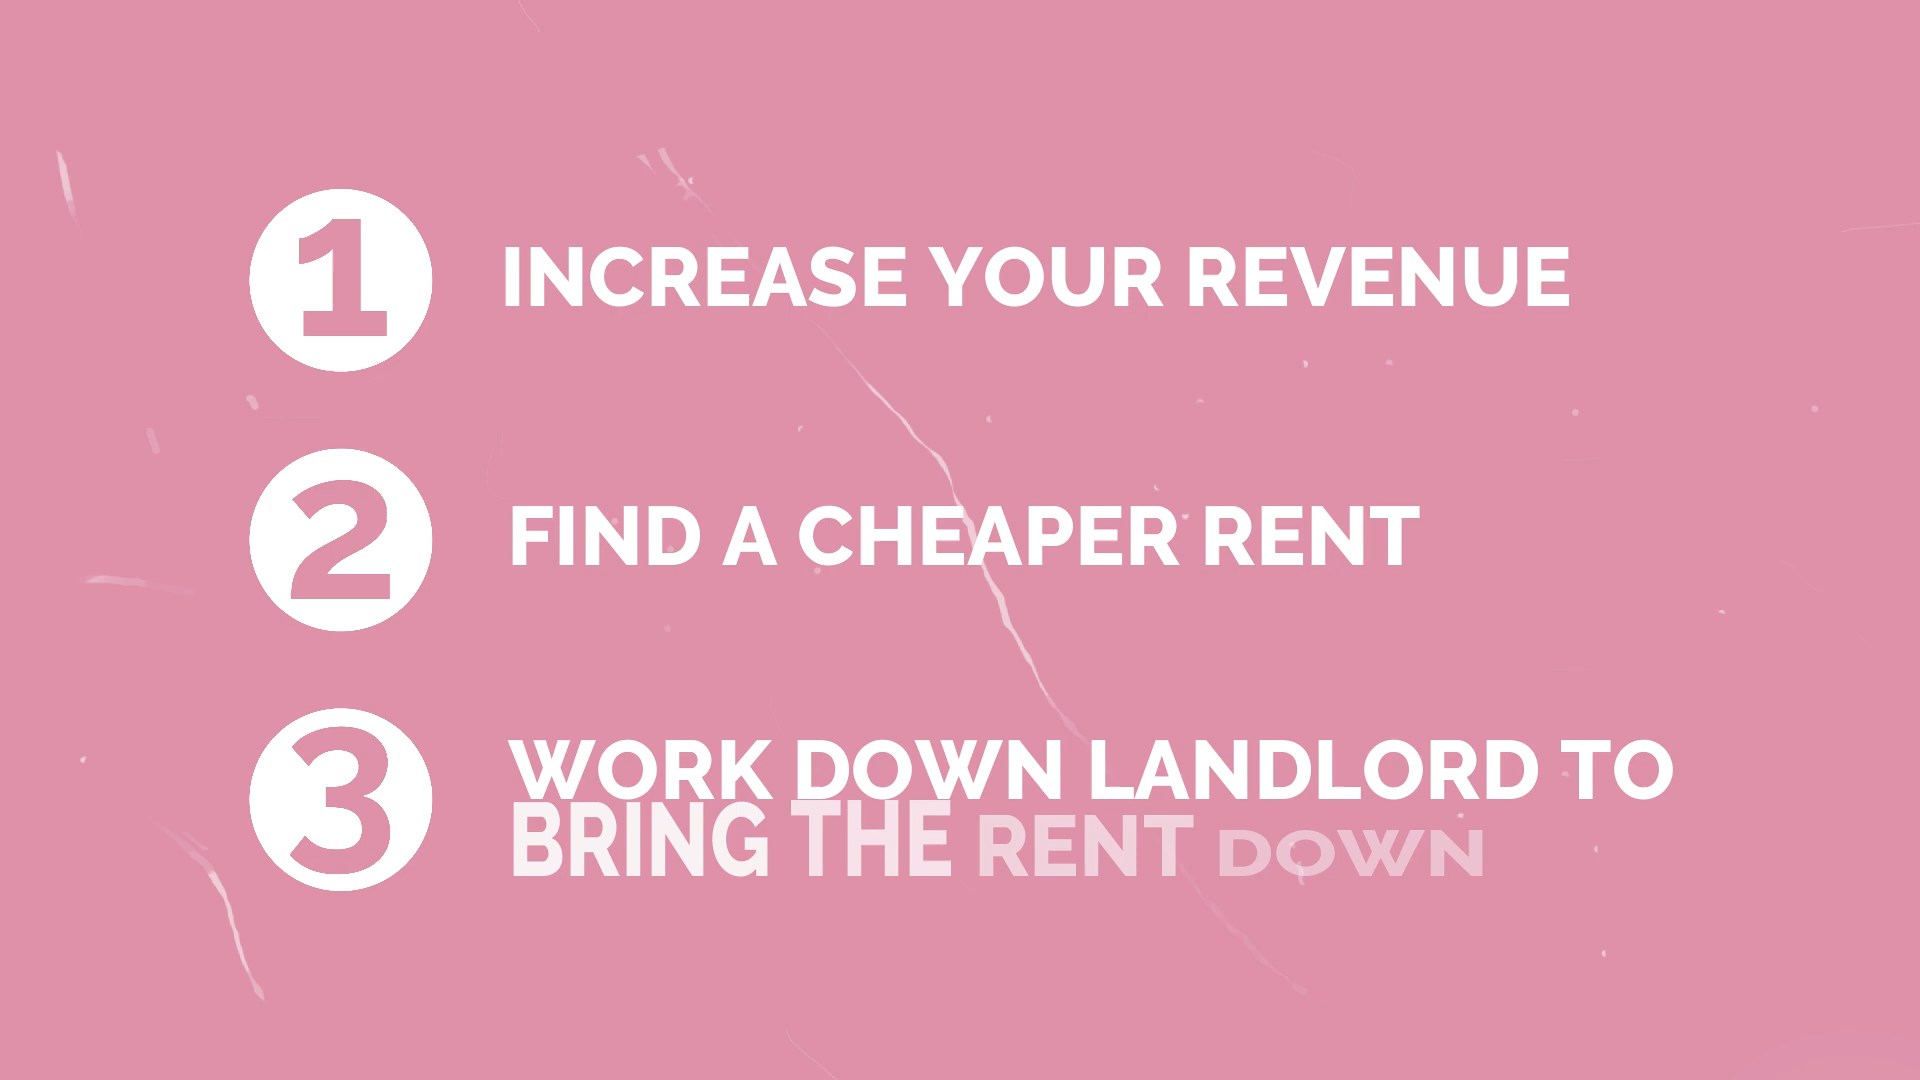 1 INCREASE YOUR REVENUE
2 FIND A CHEAPER RENT
3 WORK DOWN LANDLORD TO
BRING THE RENT DOWN